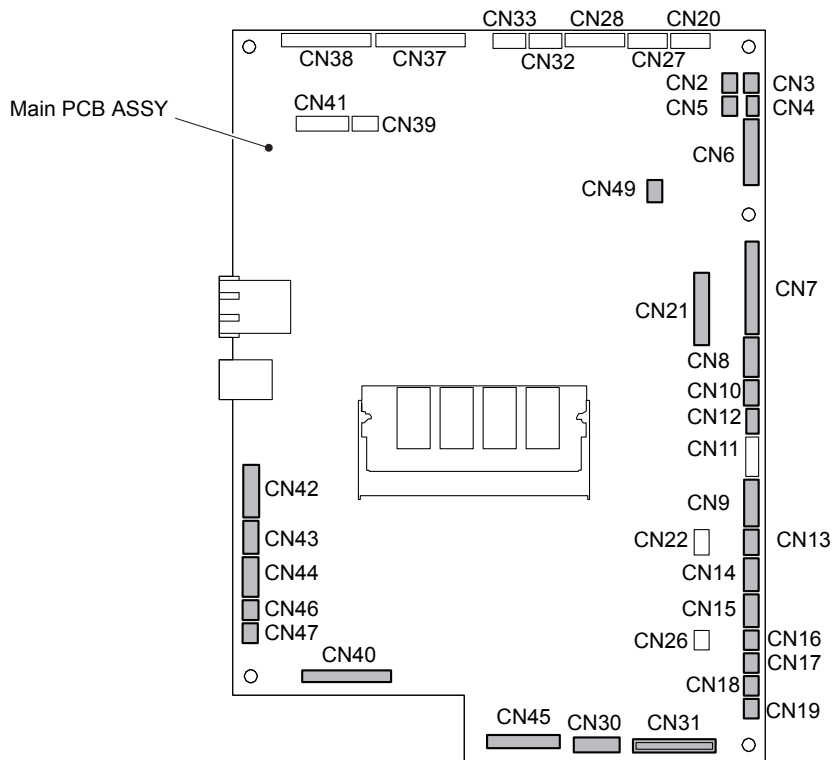 CN33 CN28 CN20
CN38 CN37 CN32 CN27
CN2 CN3
Main PCB ASSY
CN41 CN39
CN5 CN4
CN6
CN49
CN7
CN21
CN8
CN10
CN12
CN11
CN42
CN9
CN43
CN22 CN13
CN44
CN14
CN46
CN15
CN47
CN26 CN16
CN40
CN17
CN18
CN19
CN45 CN30 CN31